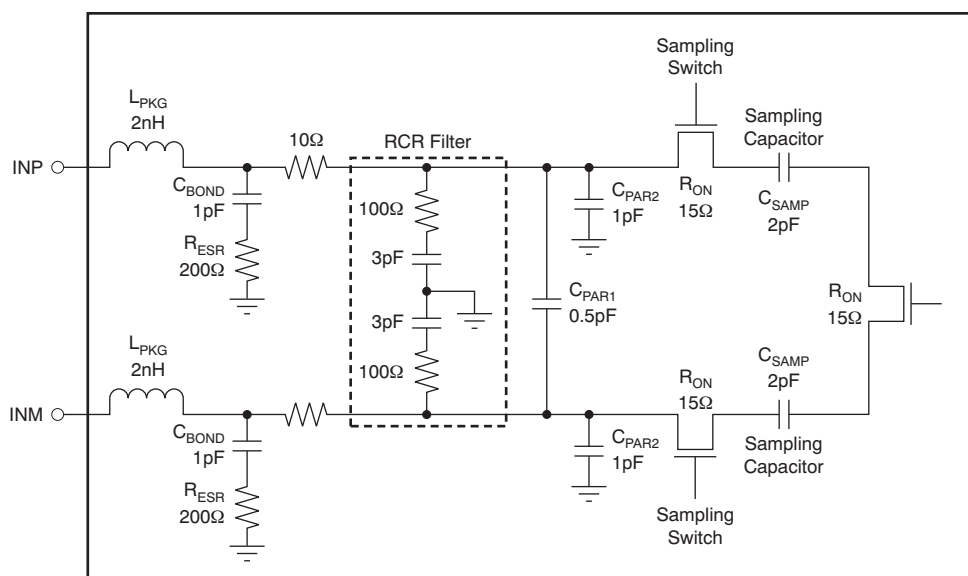 Sampling
Switch
L_PKG
2nH
10Ω
RCR Filter
Sampling
Capacitor
INP
C_BOND
1pF
100Ω
C_PAR2
1pF
R_ON
15Ω
C_SAMP
2pF
R_ESR
200Ω
3pF
3pF
C_PAR1
0.5pF
R_ON
15Ω
L_PKG
2nH
100Ω
R_ON
15Ω
C_SAMP
2pF
INM
C_BOND
1pF
C_PAR2
1pF
Sampling
Capacitor
R_ESR
200Ω
Sampling
Switch